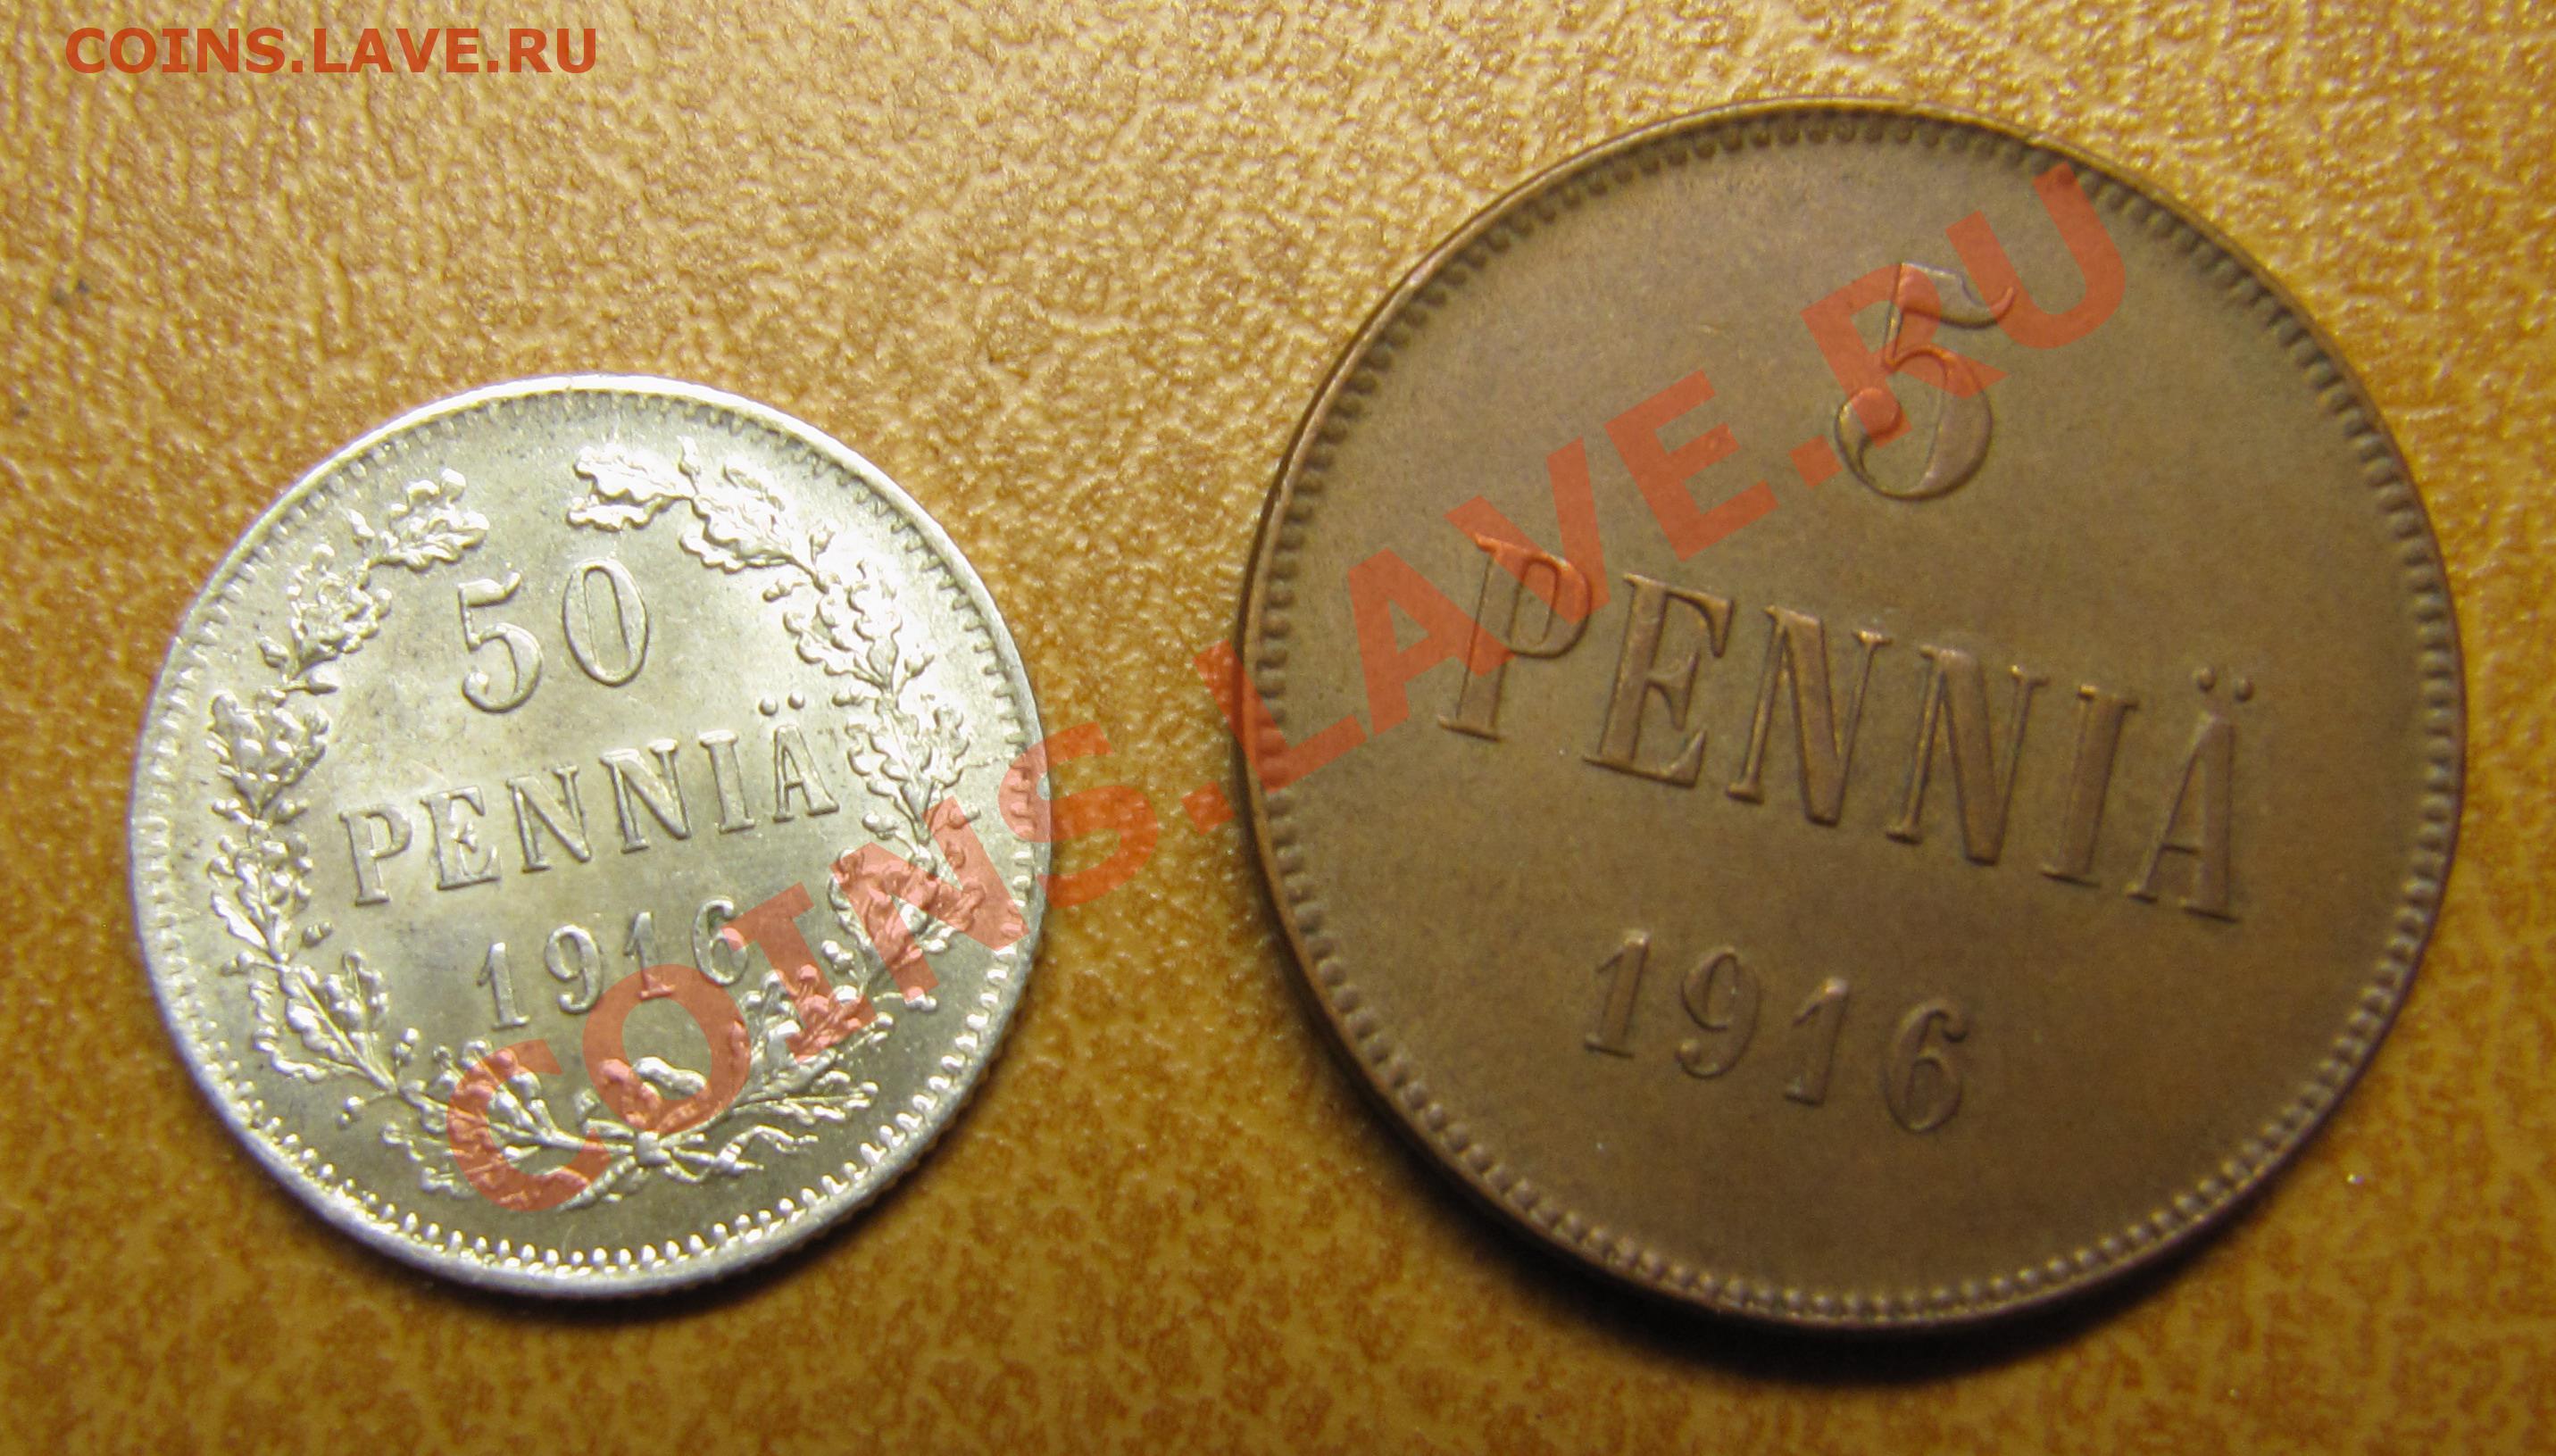 COINS.LAVE.RU
50
PENNIÄ
1916
5
PENNIÄ
1916
COINS.LAVE.RU